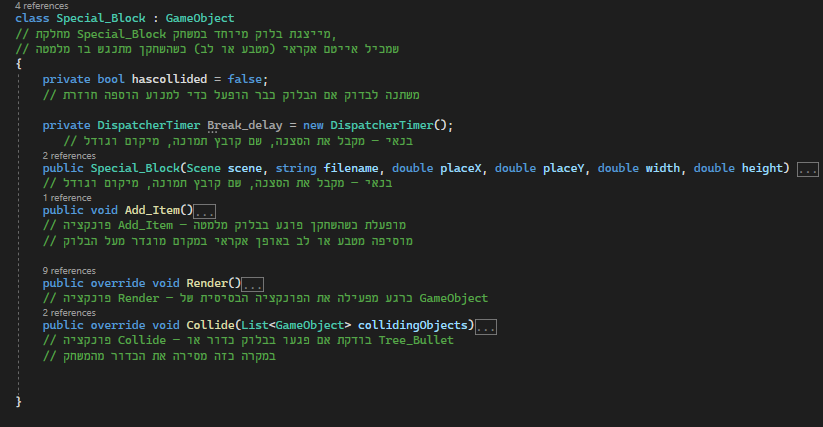 4 references
class Special_Block : GameObject
// מחלקת Special_Block מייצגת בלוק מיוחד במשחק,
// שמכיל אייטם אקראי (מטבע או לב) כשהשחקן מתנגש בו מלמטה
{
private bool hascollided = false;
// משתנה לבדוק אם הבלוק כבר הופעל כדי למנוע הוספה חוזרת
private DispatcherTimer Break_delay = new DispatcherTimer();
// בנאי – מקבל את הסצנה, שם קובץ תמונה, מיקום וגודל
2 references
public Special_Block(Scene scene, string filename, double placeX, double placeY, double width, double height) ...
// בנאי – מקבל את הסצנה, שם קובץ תמונה, מיקום וגודל
1 reference
public void Add_Item()...
// פונקציה Add_Item – מופעלת כשהשחקן פוגע בבלוק מלמטה
// מוסיפה מטבע או לב באופן אקראי במקום מוגדר מעל הבלוק
9 references
public override void Render()...
// פונקציה Render – כרגע מפעילה את הפונקציה הבסיסית של GameObject
2 references
public override void Collide(List<GameObject> collidingObjects)...
// פונקציה Collide – בודקת אם פגעו בבלוק כדור או Tree_Bullet
// במקרה כזה מסירה את הכדור מהמשחק
}